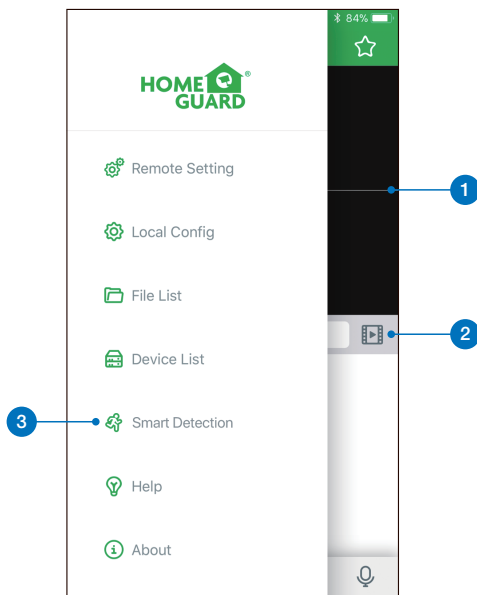 84%
HOME
GUARD
®
Remote Setting
1
Local Config
File List
2
Device List
3
Smart Detection
Help
About